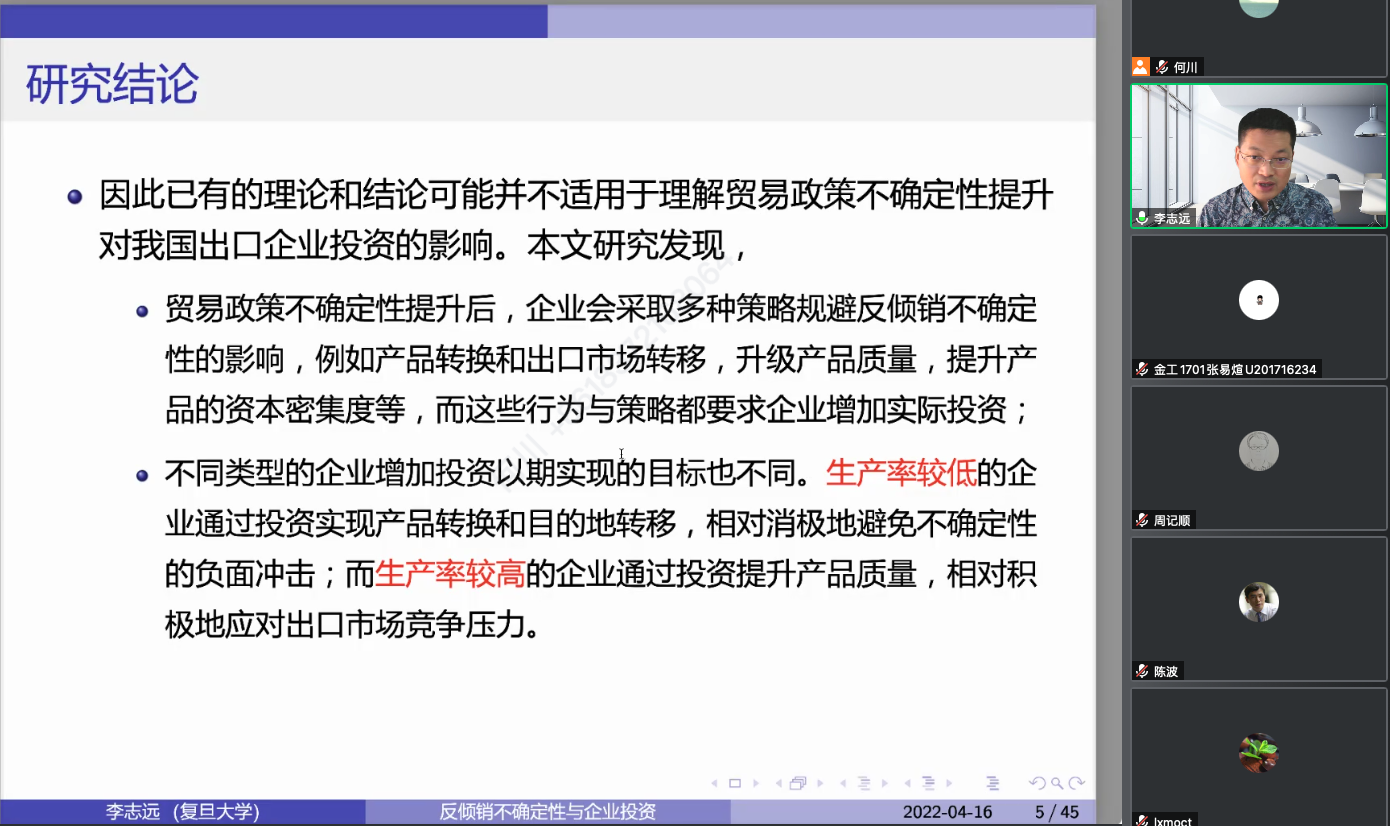 研究结论
因此已有的理论和结论可能并不适用于理解贸易政策不确定性提升
对我国出口企业投资的影响。本文研究发现，
贸易政策不确定性提升后，企业会采取多种策略规避反倾销不确定
性的影响，例如产品转换和出口市场转移，升级产品质量，提升产
品的资本密集度等，而这些行为与策略都要求企业增加实际投资；
不同类型的企业增加投资以期实现的目标也不同。生产率较低的企
业通过投资实现产品转换和目的地转移，相对消极地避免不确定性
的负面冲击；而生产率较高的企业通过投资提升产品质量，相对积
极地应对出口市场竞争压力。
李志远（复旦大学）
反倾销不确定性与企业投资
2022-04-16
5 / 45
何川
李志远
金工1701张易煊U201716234
周记顺
陈波
lxmoct